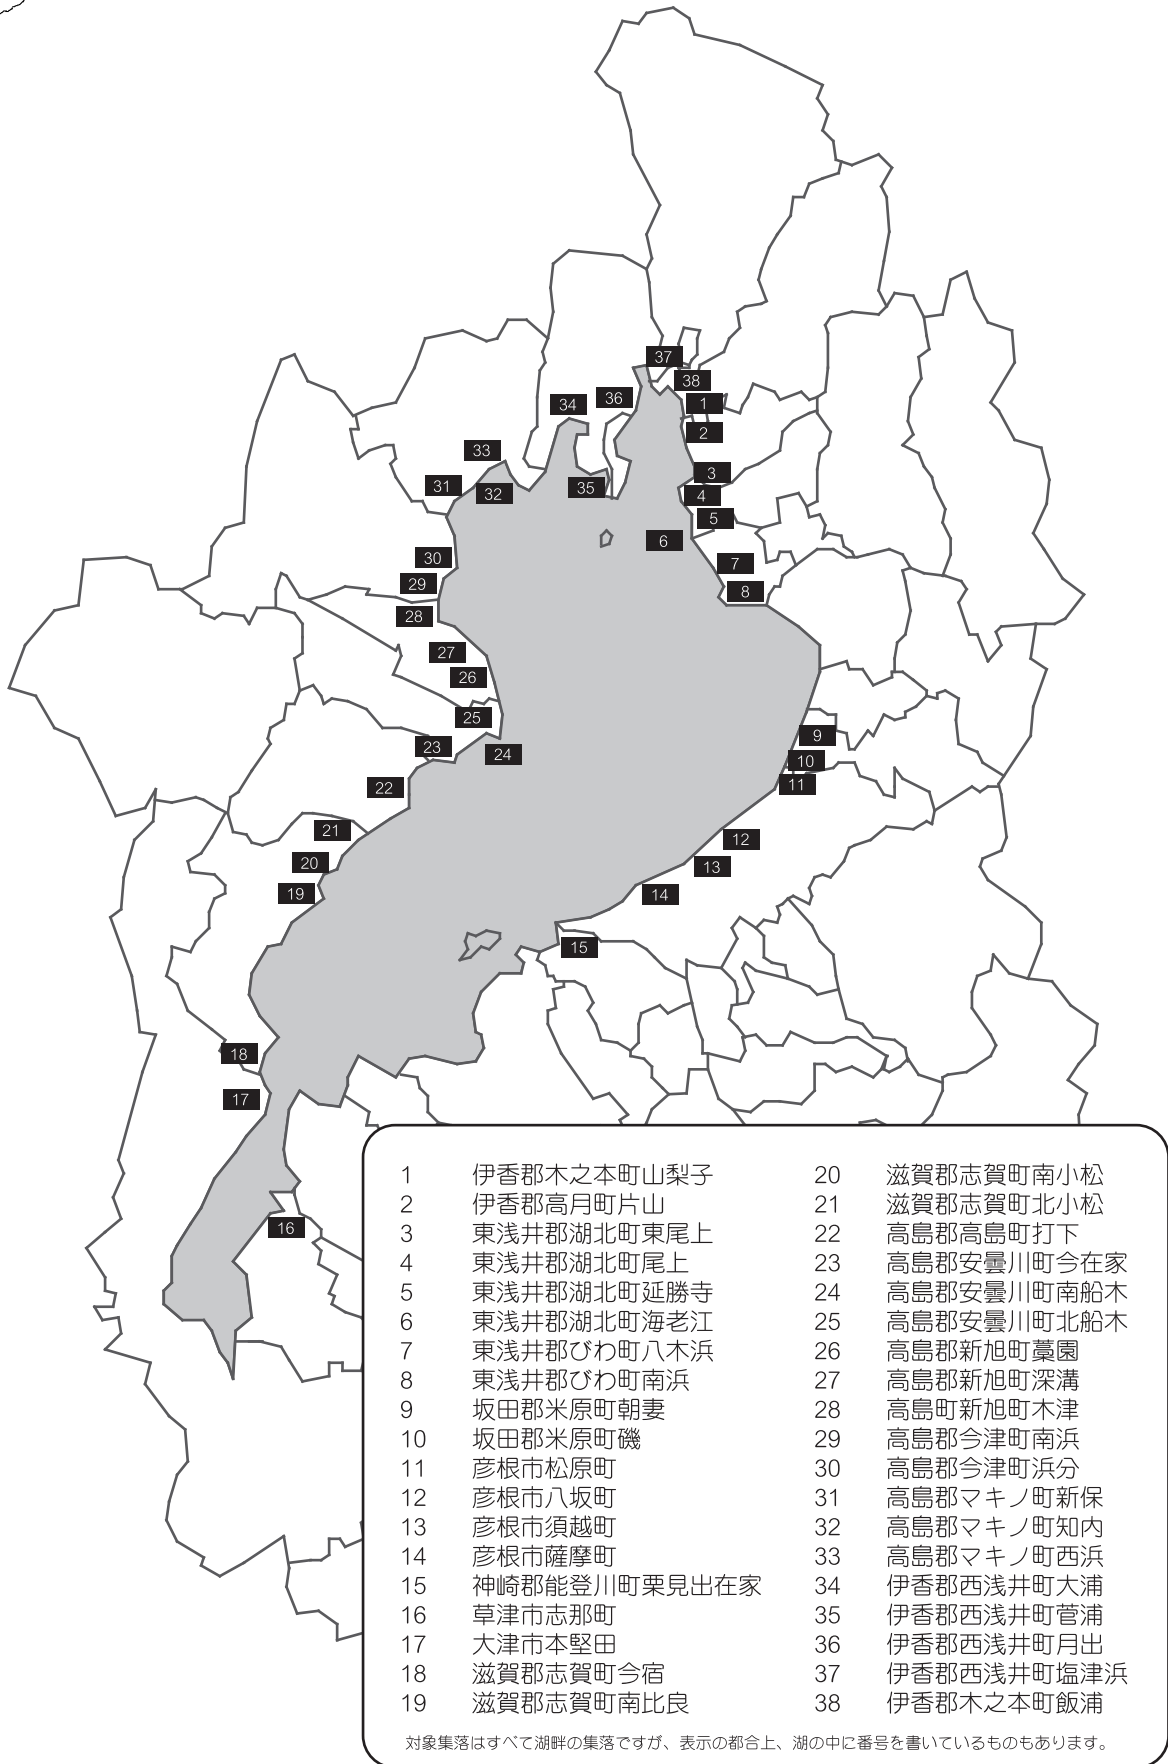 37
38
36
1
34
2
33
3
31
32
35
4
5
6
30
7
29
8
28
27
26
25
9
23
24
10
22
11
21
12
20
13
19
14
15
18
17
16
1 伊香郡木之本町山梨子
2 伊香郡高月町片山
3 東浅井郡湖北町東尾上
4 東浅井郡湖北町尾上
5 東浅井郡湖北町延勝寺
6 東浅井郡湖北町海老江
7 東浅井郡びわ町八木浜
8 東浅井郡びわ町南浜
9 坂田郡米原町朝妻
10 坂田郡米原町磯
11 彦根市松原町
12 彦根市八坂町
13 彦根市須越町
14 彦根市薩摩町
15 神崎郡能登川町栗見出在家
16 草津市志那町
17 大津市本堅田
18 滋賀郡志賀町今宿
19 滋賀郡志賀町南比良
20 滋賀郡志賀町南小松
21 滋賀郡志賀町北小松
22 高島郡高島町打下
23 高島郡安曇川町今在家
24 高島郡安曇川町南船木
25 高島郡安曇川町北船木
26 高島郡新旭町藁園
27 高島郡新旭町深溝
28 高島町新旭町木津
29 高島郡今津町南浜
30 高島郡今津町浜分
31 高島郡マキノ町新保
32 高島郡マキノ町知内
33 高島郡マキノ町西浜
34 伊香郡西浅井町大浦
35 伊香郡西浅井町菅浦
36 伊香郡西浅井町月出
37 伊香郡西浅井町塩津浜
38 伊香郡木之本町飯浦
対象集落はすべて湖畔の集落ですが、表示の都合上、湖の中に番号を書いているものもあります。